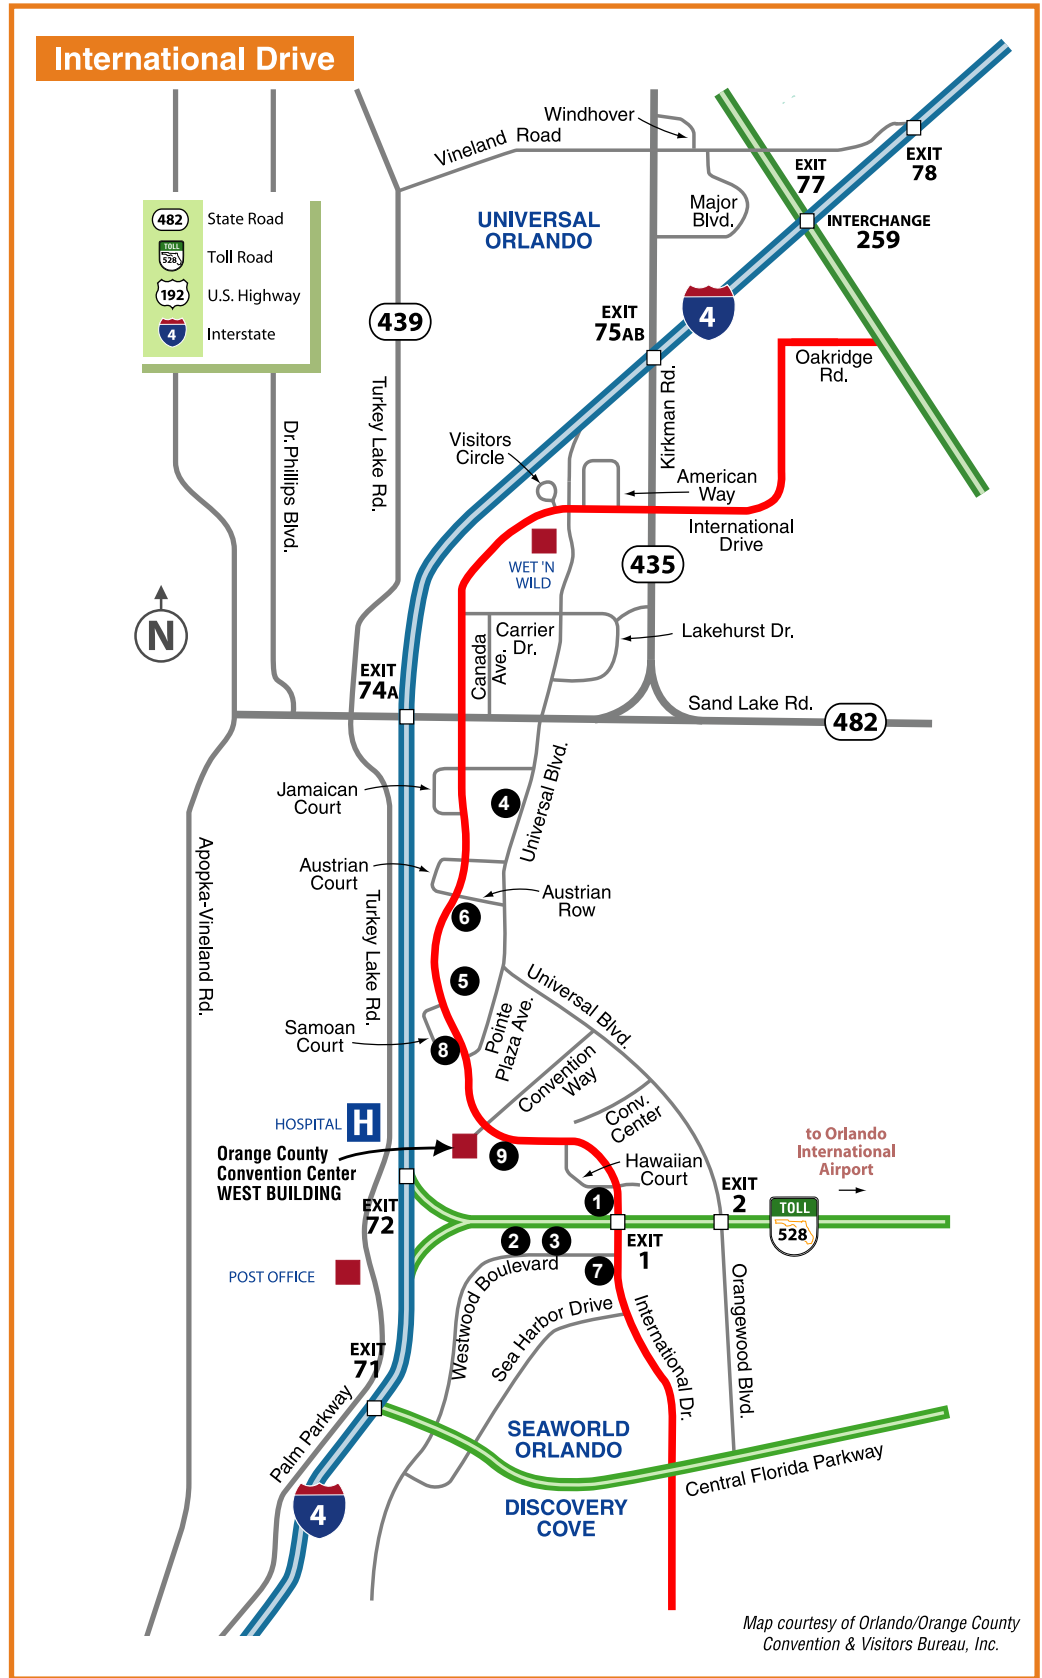 International Drive
Windhover
Vineland Road
EXIT
78
EXIT
77
Major
Blvd.
UNIVERSAL
ORLANDO
INTERCHANGE
259
482
State Road
TOLL
528
Toll Road
192
U.S. Highway
4
Interstate
439
EXIT
75AB
4
Oakridge
Rd.
Turkey Lake Rd.
Kirkman Rd.
Dr. Phillips Blvd.
Visitors
Circle
American
Way
International
Drive
WET 'N
WILD
435
N
Carrier
Dr.
Canada
Ave.
Lakehurst Dr.
EXIT
74A
Sand Lake Rd.
482
Jamaican
Court
4
Universal Blvd.
Apopka-Vineland Rd.
Austrian
Court
Austrian
Row
Turkey Lake Rd.
6
5
Universal Blvd.
Pointe
Plaza Ave.
Samoan
Court
8
Convention
Way
Conv.
Center
HOSPITAL
H
Orange County
Convention Center
WEST BUILDING
9
Hawaiian
Court
to Orlando
International
Airport
1
EXIT
72
EXIT
2
TOLL
528
2
3
EXIT
1
7
POST OFFICE
Westwood Boulevard
Sea Harbor Drive
International Dr.
Orangewood Blvd.
EXIT
71
Palm Parkway
SEAWORLD
ORLANDO
Central Florida Parkway
4
DISCOVERY
COVE
Map courtesy of Orlando/Orange County
Convention & Visitors Bureau, Inc.